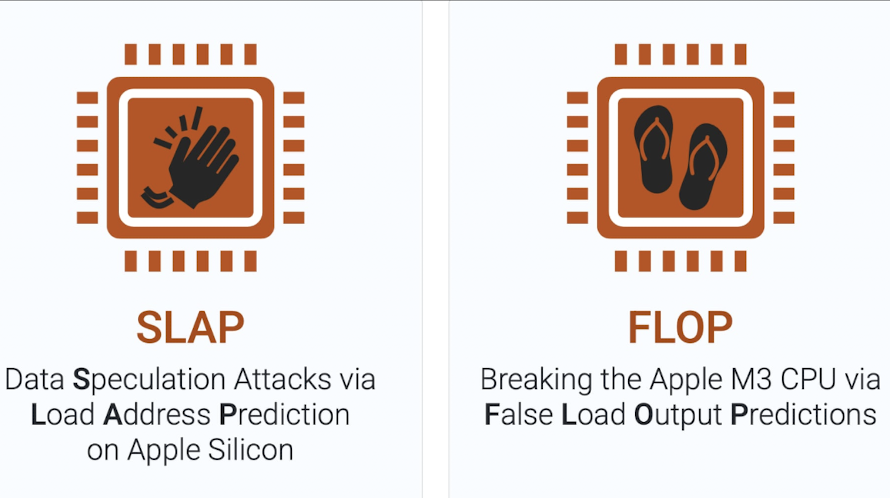 SLAP
Data Speculation Attacks via
Load Address Prediction
on Apple Silicon
FLOP
Breaking the Apple M3 CPU via
False Load Output Predictions